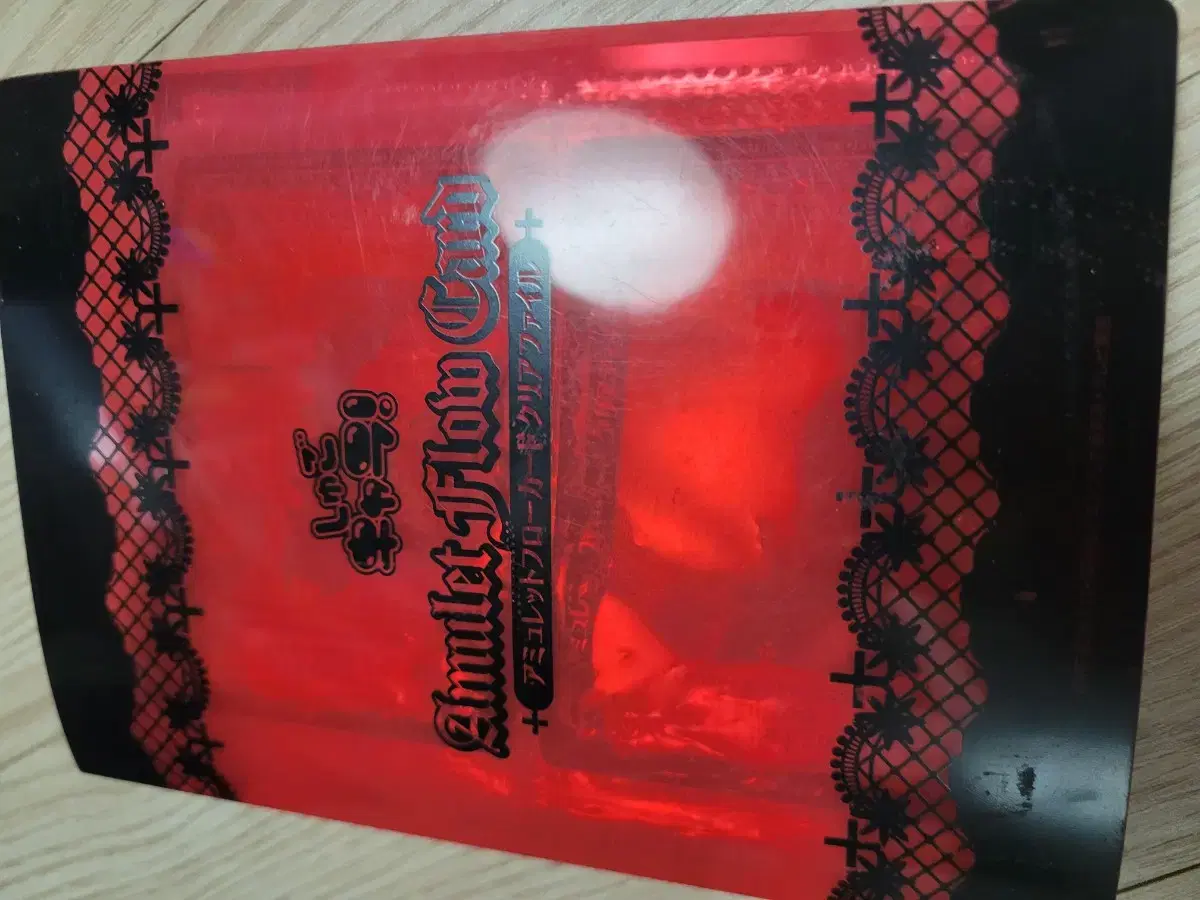 しゅご
キャラ!
Amulet Flow Card
アミュレットフローカード型クリアファイル